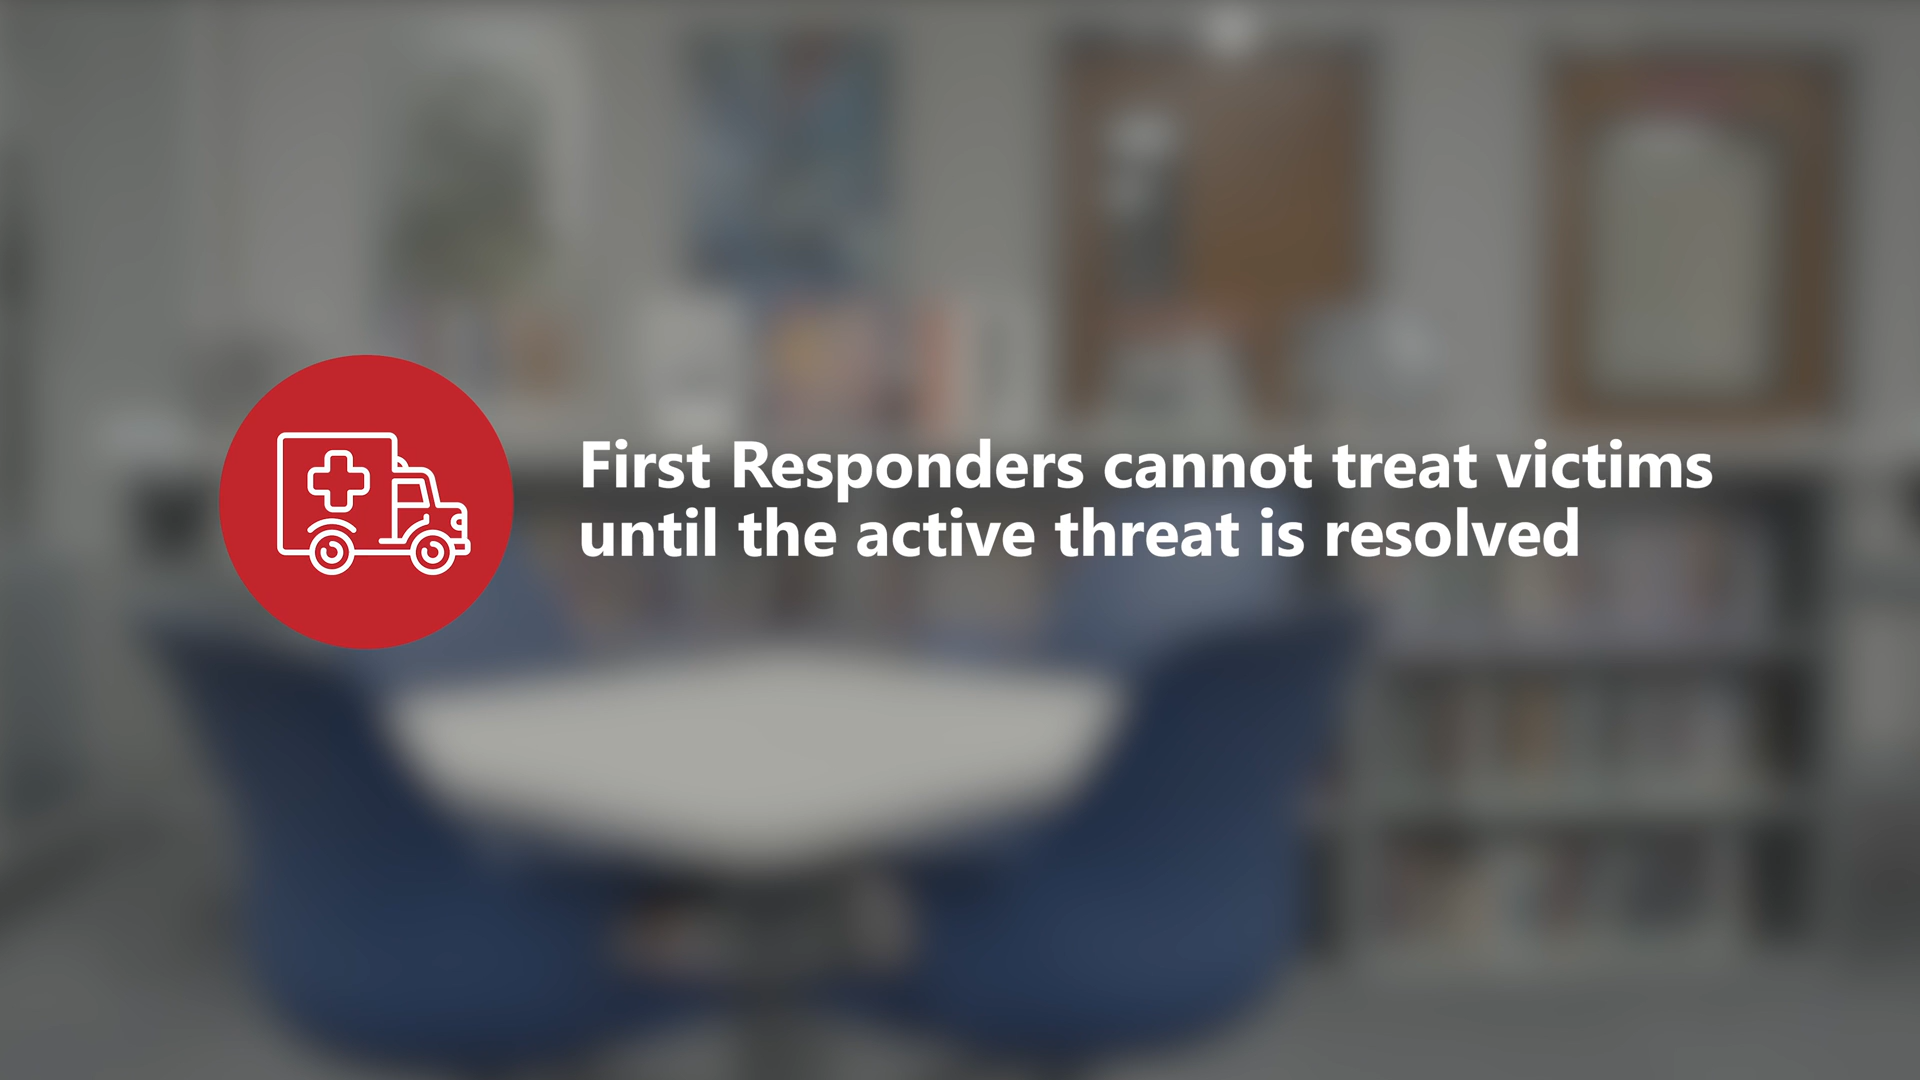 First Responders cannot treat victims
until the active threat is resolved